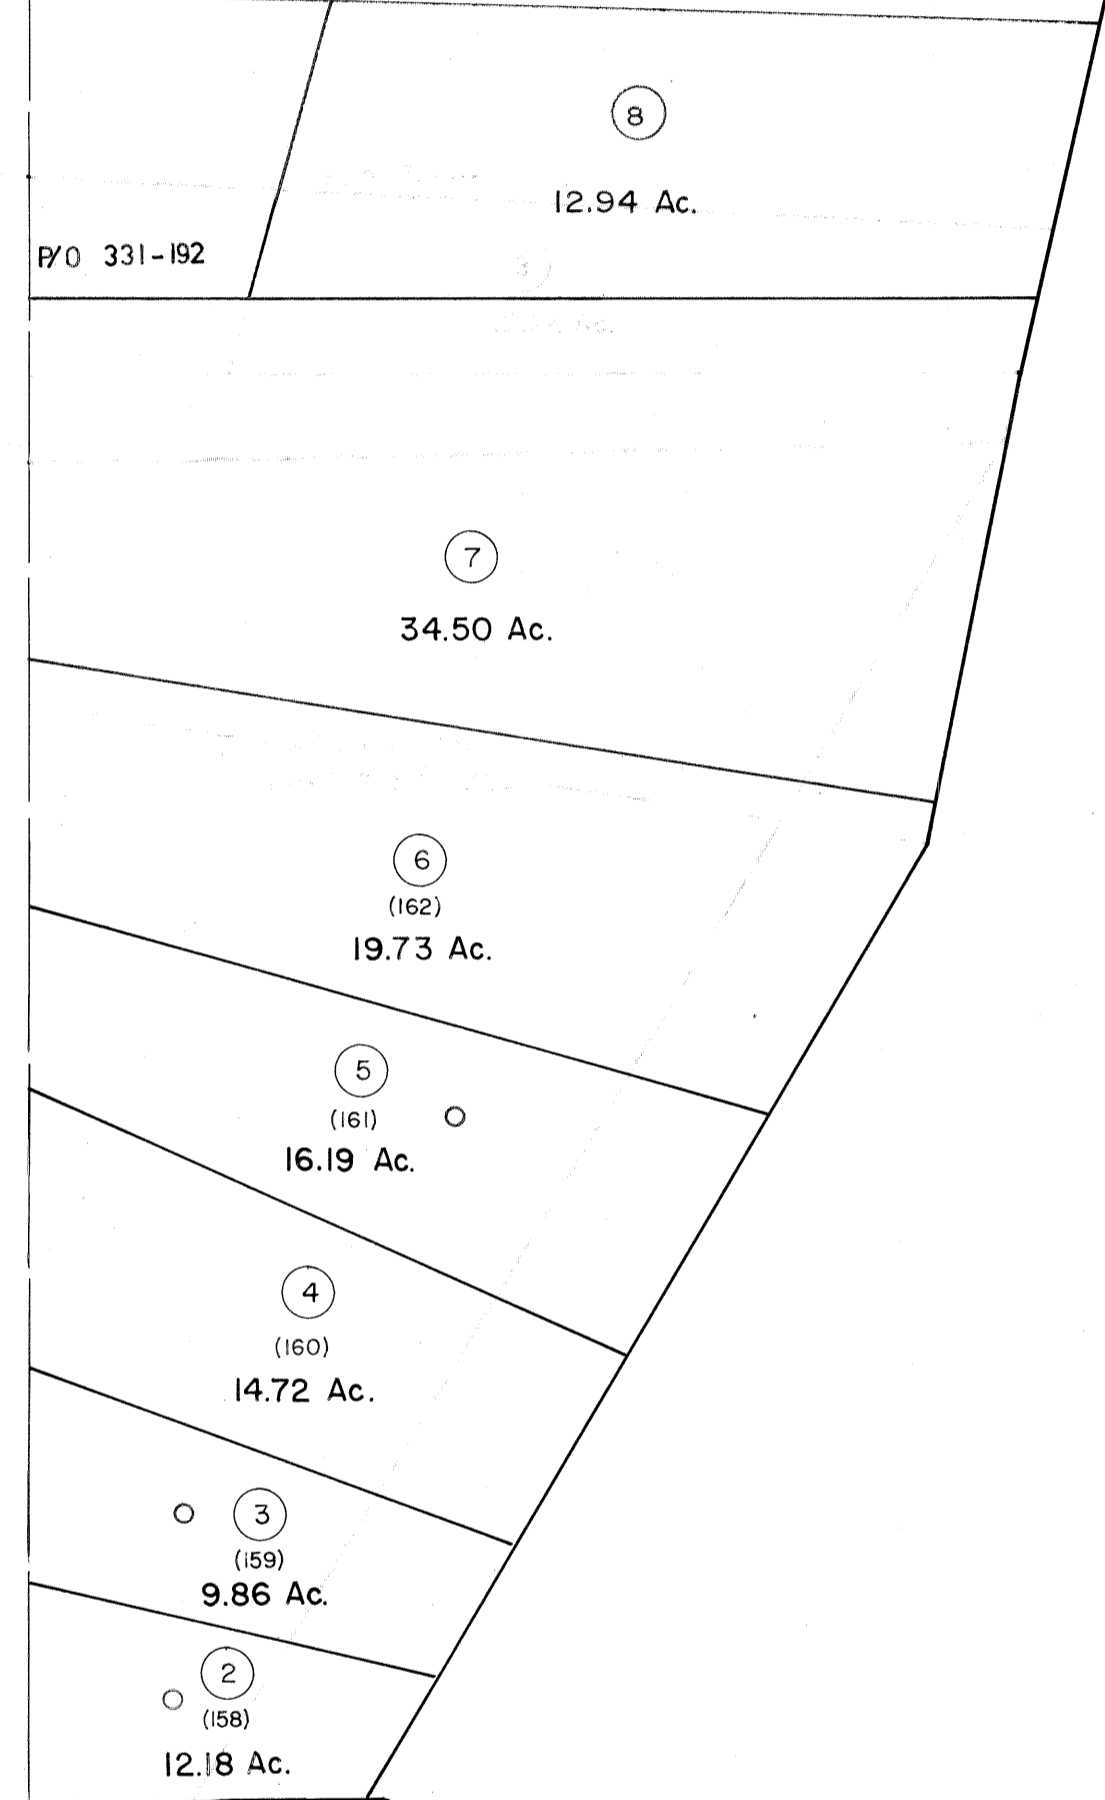 8
12.94 Ac.
P/O 331-192
7
34.50 Ac.
6
(162)
19.73 Ac.
5
(161)
16.19 Ac.
4
(160)
14.72 Ac.
3
(159)
9.86 Ac.
2
(158)
12.18 Ac.